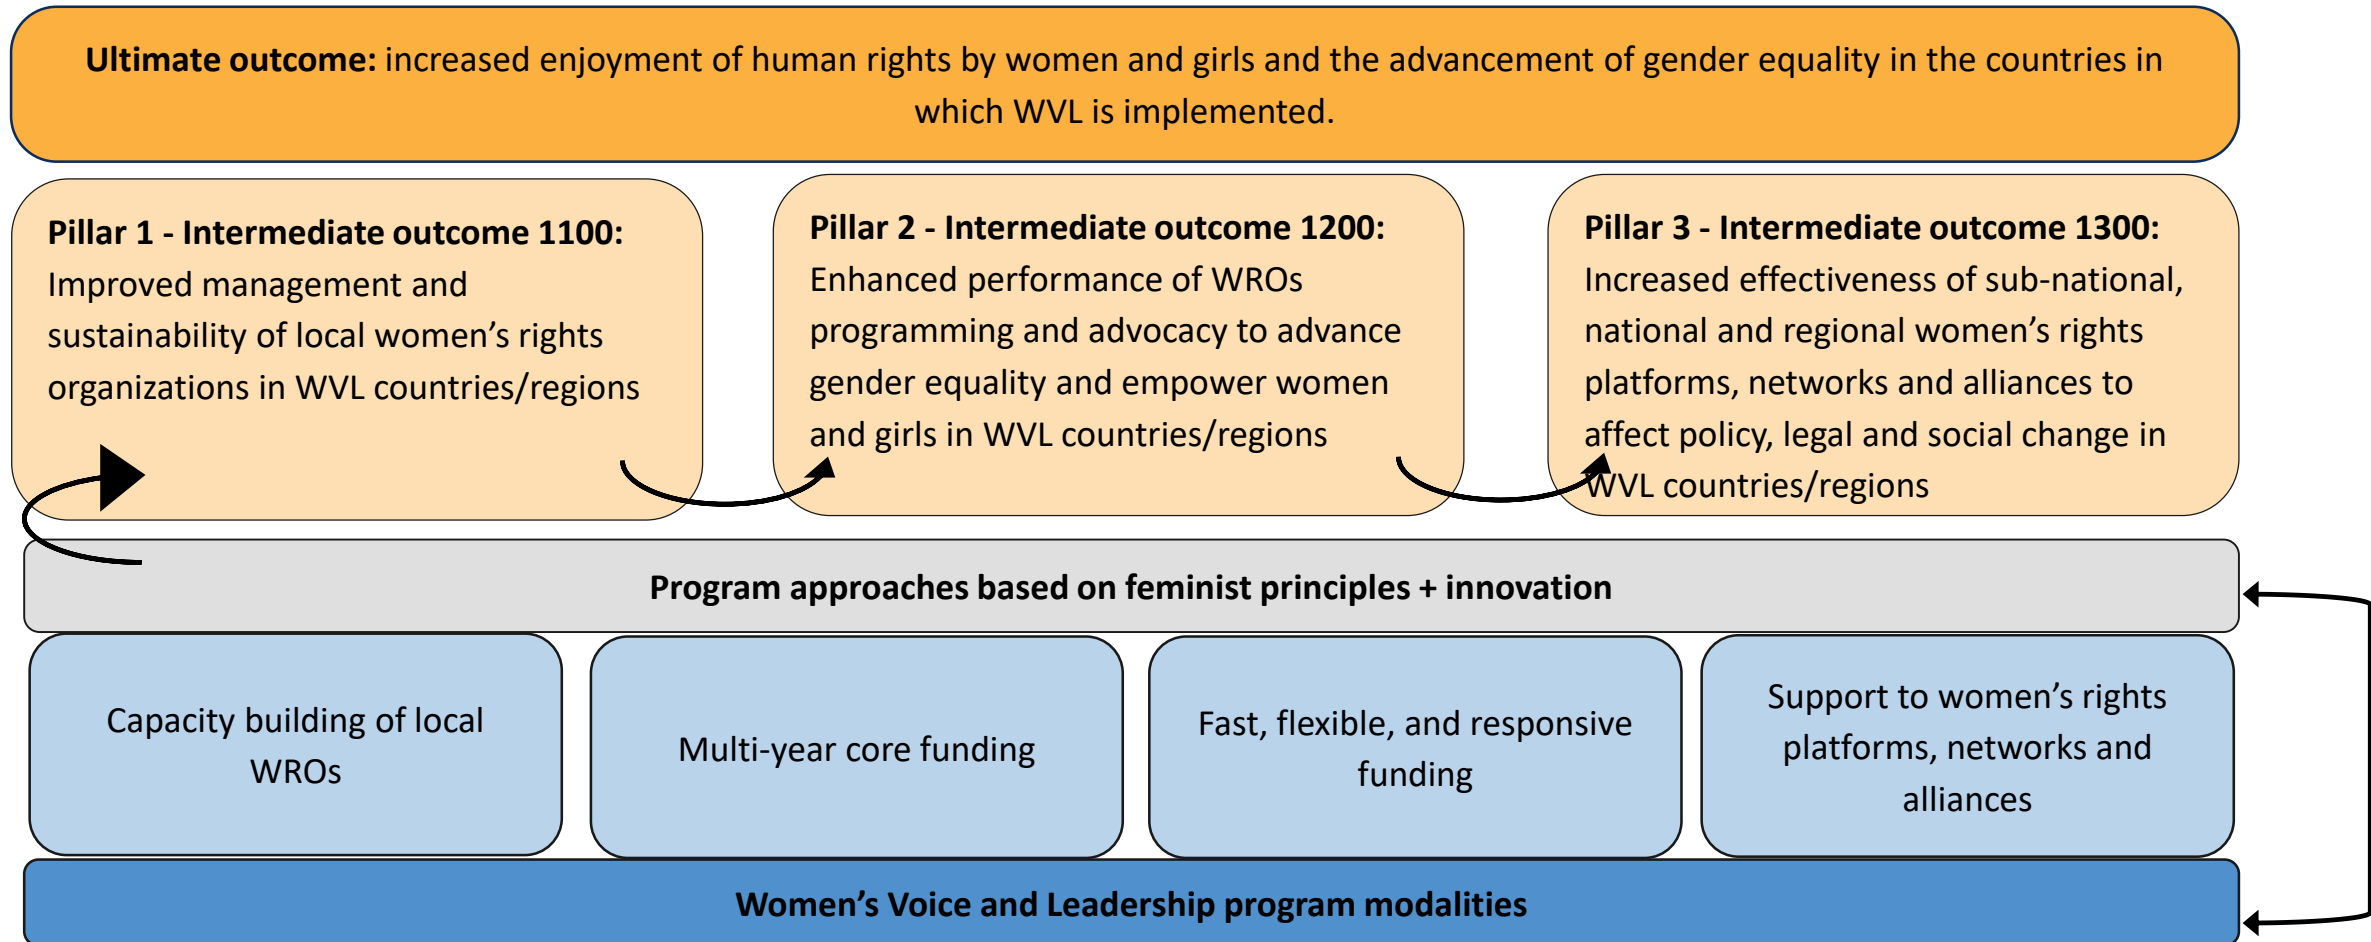 Ultimate outcome: increased enjoyment of human rights by women and girls and the advancement of gender equality in the countries in
which WVL is implemented.
Pillar 1 - Intermediate outcome 1100:
Improved management and
sustainability of local women’s rights
organizations in WVL countries/regions
Pillar 2 - Intermediate outcome 1200:
Enhanced performance of WROs
programming and advocacy to advance
gender equality and empower women
and girls in WVL countries/regions
Pillar 3 - Intermediate outcome 1300:
Increased effectiveness of sub-national,
national and regional women’s rights
platforms, networks and alliances to
affect policy, legal and social change in
WVL countries/regions
Program approaches based on feminist principles + innovation
Capacity building of local
WROs
Multi-year core funding
Fast, flexible, and responsive
funding
Support to women’s rights
platforms, networks and
alliances
Women’s Voice and Leadership program modalities